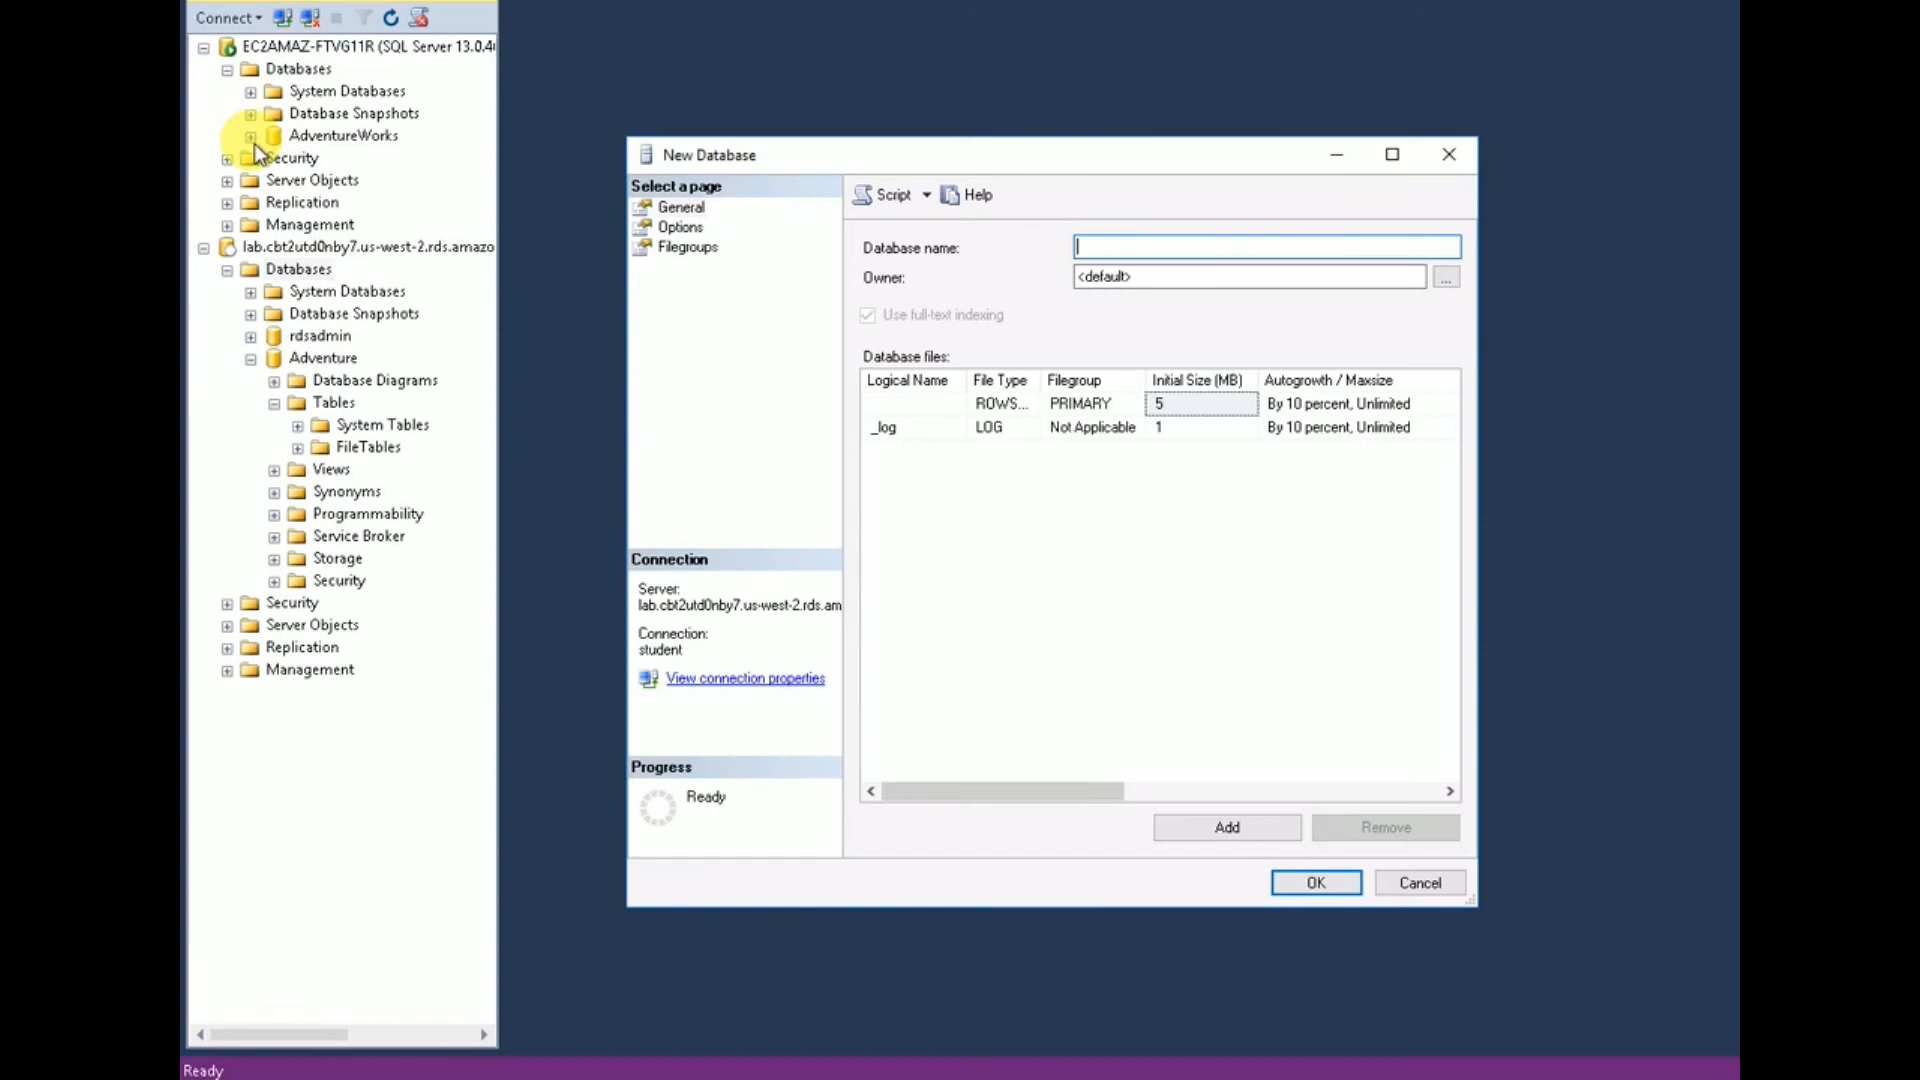 Connect
EC2AMAZ-FTVG11R (SQL Server 13.0.4
Databases
System Databases
Database Snapshots
AdventureWorks
Security
Server Objects
Replication
Management
lab.cbt2utd0nby7.us-west-2.rds.amazo
Databases
System Databases
Database Snapshots
rdsadmin
Adventure
Database Diagrams
Tables
System Tables
FileTables
Views
Synonyms
Programmability
Service Broker
Storage
Security
Security
Server Objects
Replication
Management
New Database
Select a page
General
Options
Filegroups
Script
Help
Database name:
Owner:
<default>
...
Use full-text indexing
Database files:
Logical Name File Type Filegroup Initial Size (MB) Autogrowth / Maxsize
ROWS... PRIMARY 5 By 10 percent, Unlimited
_log LOG Not Applicable 1 By 10 percent, Unlimited
Connection
Server:
lab.cbt2utd0nby7.us-west-2.rds.am
Connection:
student
View connection properties
Progress
Ready
Add
Remove
OK
Cancel
Ready